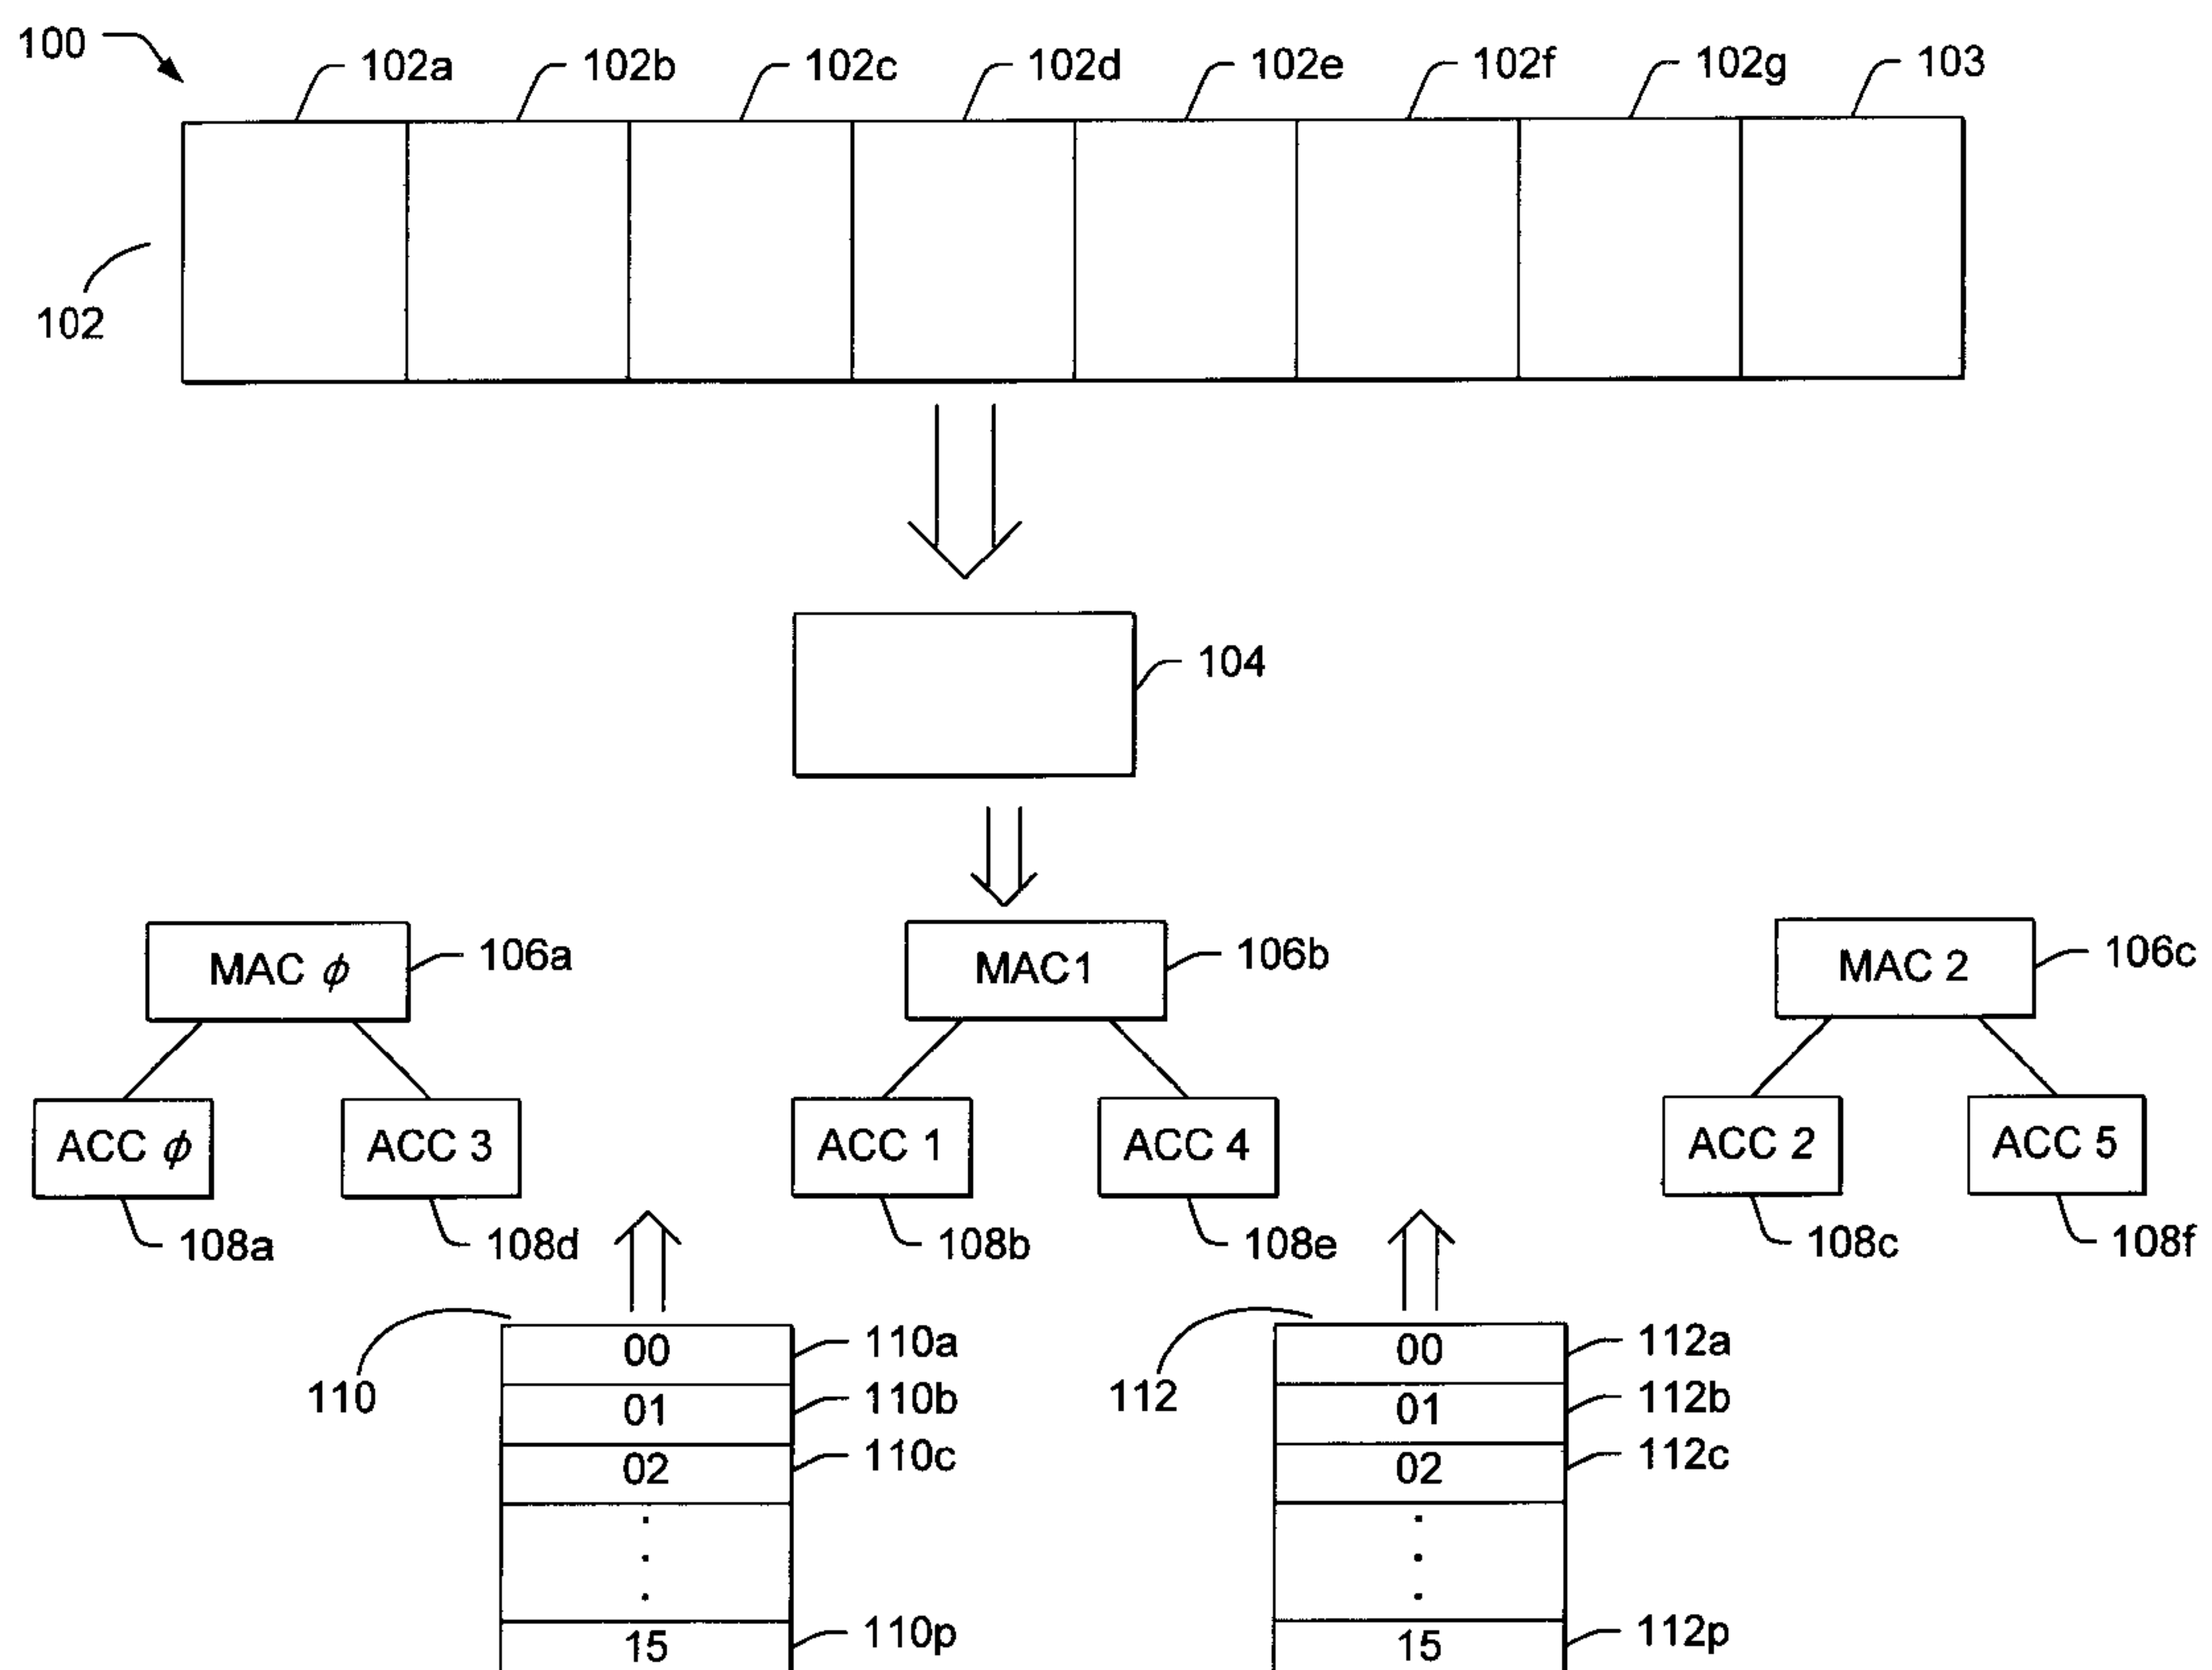 100
102a 102b 102c 102d 102e 102f 102g 103
102
104
MAC ϕ 106a MAC1 106b MAC 2 106c
ACC ϕ ACC 3 ACC 1 ACC 4 ACC 2 ACC 5
108a 108d 108b 108e 108c 108f
110 00 110a 112 00 112a
01 110b 01 112b
02 110c 02 112c
15 110p 15 112p